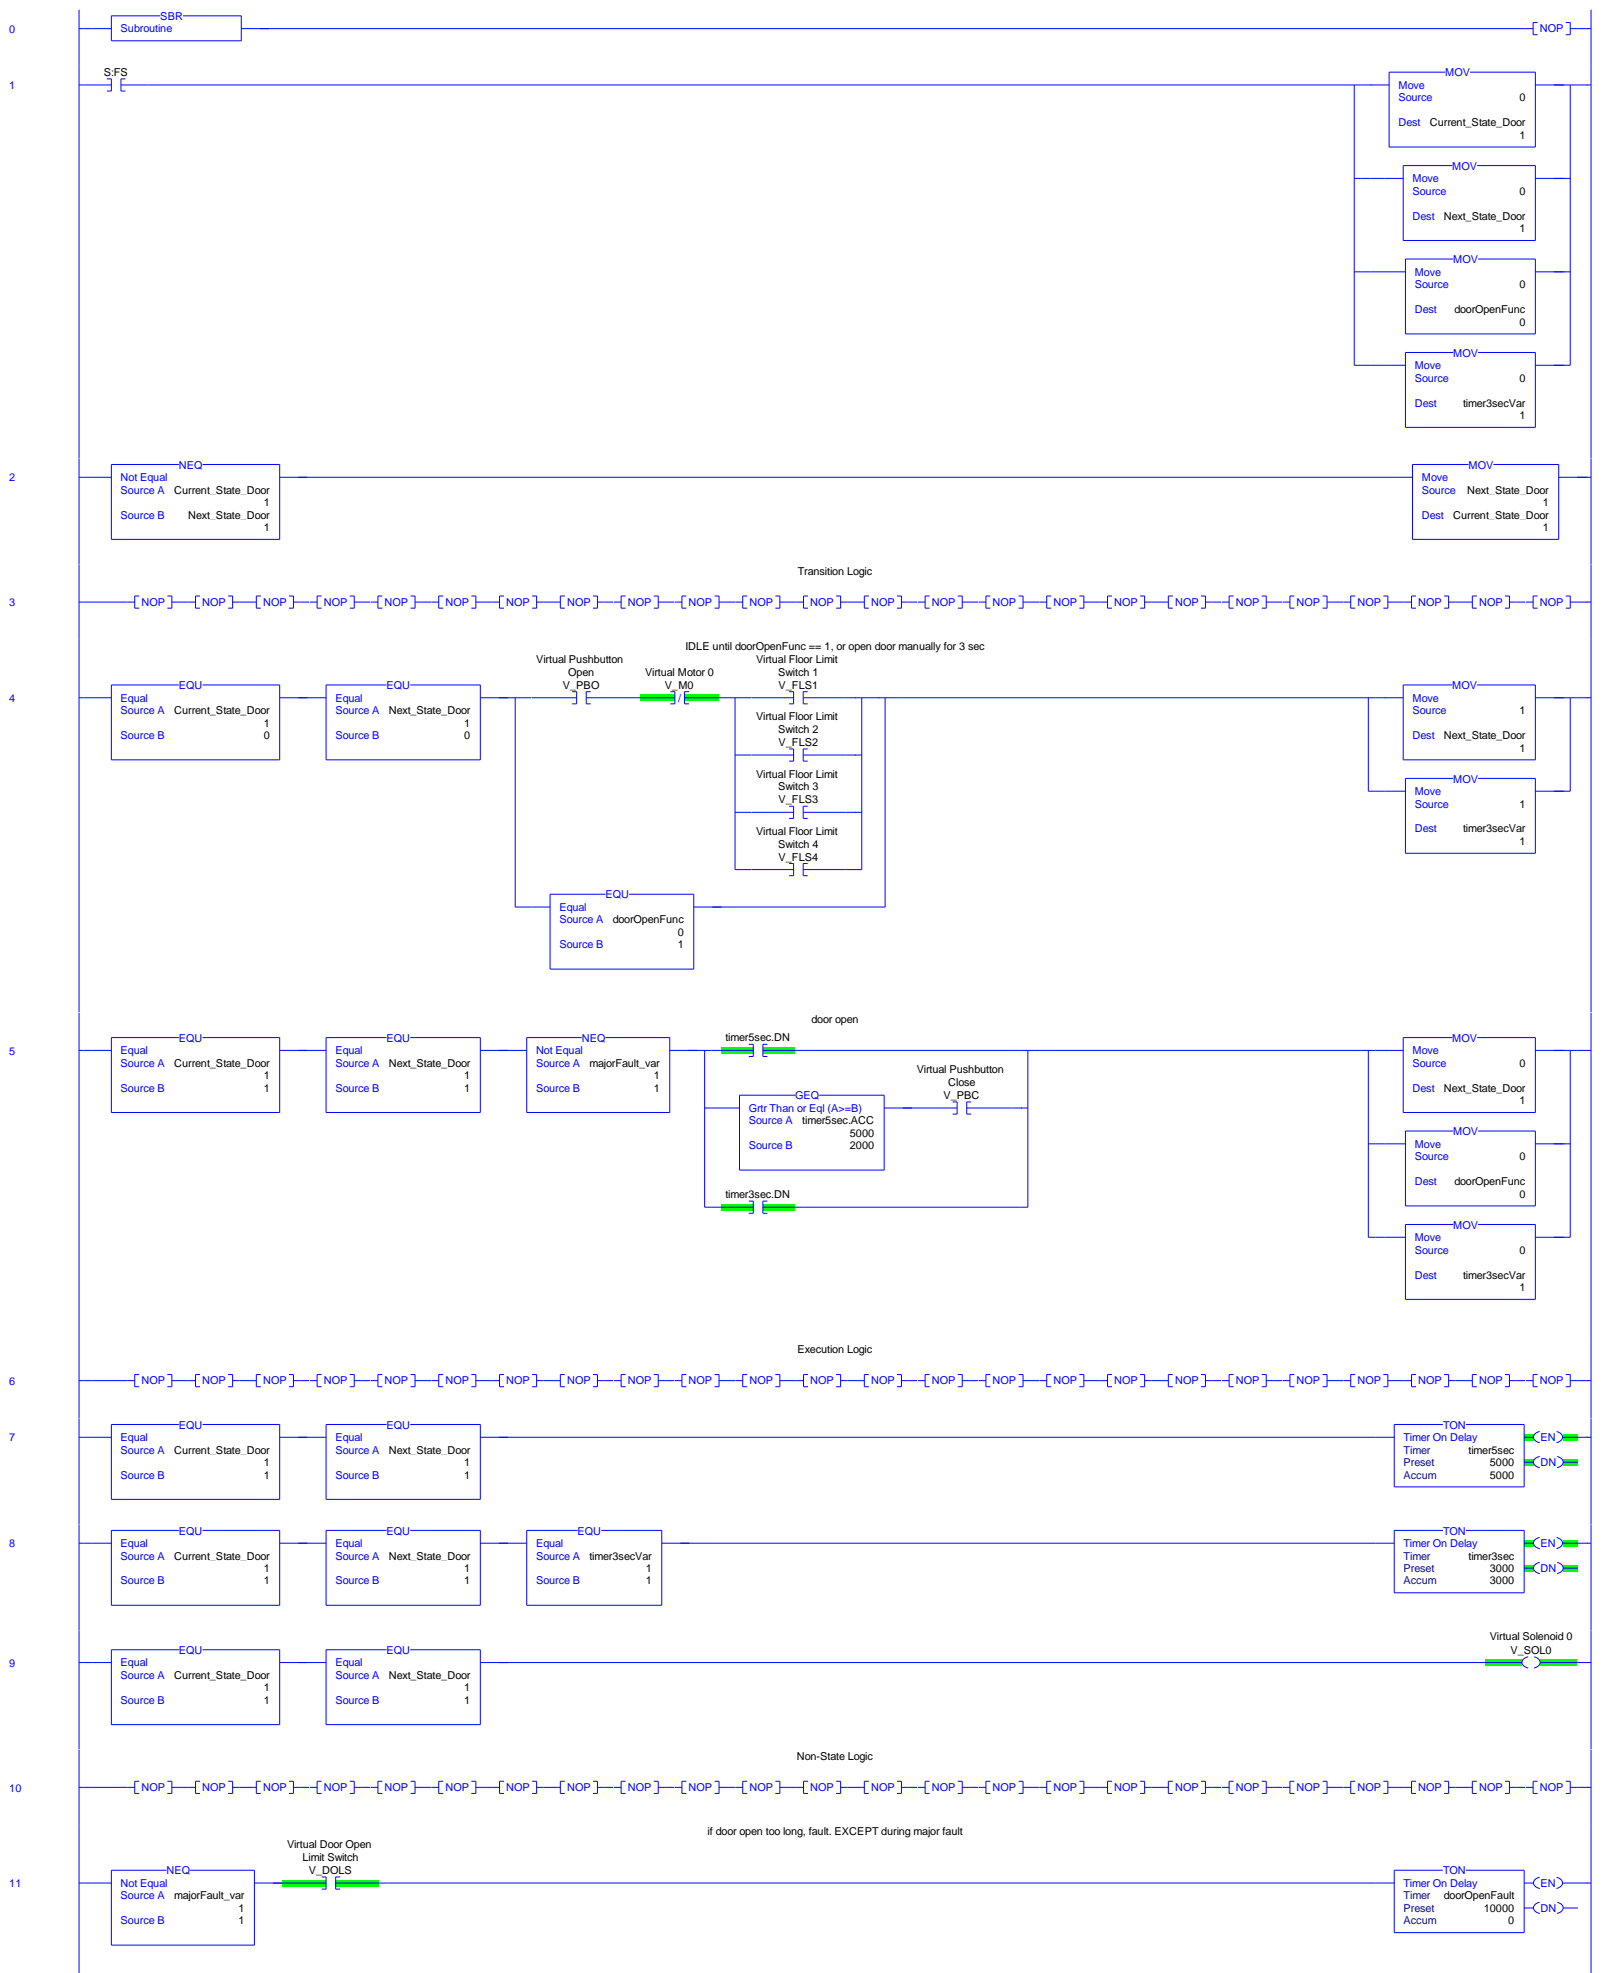 0
SBR
Subroutine
NOP
1
S:FS
MOV
Move
Source 0
Dest Current_State_Door
1
MOV
Move
Source 0
Dest Next_State_Door
1
MOV
Move
Source 0
Dest doorOpenFunc
0
MOV
Move
Source 0
Dest timer3secVar
1
2
NEQ
Not Equal
Source A Current_State_Door
1
Source B Next_State_Door
1
MOV
Move
Source Next_State_Door
1
Dest Current_State_Door
1
Transition Logic
3 NOP NOP NOP NOP NOP NOP NOP NOP NOP NOP NOP NOP NOP NOP NOP NOP NOP NOP NOP NOP NOP NOP NOP NOP
IDLE until doorOpenFunc == 1, or open door manually for 3 sec
4
EQU
Equal
Source A Current_State_Door
1
Source B 0
EQU
Equal
Source A Next_State_Door
1
Source B 0
Virtual Pushbutton
Open
V_PBO
Virtual Motor 0
V_M0
/
Virtual Floor Limit
Switch 1
V_FLS1
Virtual Floor Limit
Switch 2
V_FLS2
Virtual Floor Limit
Switch 3
V_FLS3
Virtual Floor Limit
Switch 4
V_FLS4
EQU
Equal
Source A doorOpenFunc
0
Source B 1
MOV
Move
Source 1
Dest Next_State_Door
1
MOV
Move
Source 1
Dest timer3secVar
1
door open
5
EQU
Equal
Source A Current_State_Door
1
Source B 1
EQU
Equal
Source A Next_State_Door
1
Source B 1
NEQ
Not Equal
Source A majorFault_var
1
Source B 1
timer5sec.DN
GEQ
Grtr Than or Eql (A>=B)
Source A timer5sec.ACC
5000
Source B 2000
Virtual Pushbutton
Close
V_PBC
timer3sec.DN
MOV
Move
Source 0
Dest Next_State_Door
1
MOV
Move
Source 0
Dest doorOpenFunc
0
MOV
Move
Source 0
Dest timer3secVar
1
Execution Logic
6 NOP NOP NOP NOP NOP NOP NOP NOP NOP NOP NOP NOP NOP NOP NOP NOP NOP NOP NOP NOP NOP NOP NOP NOP
7
EQU
Equal
Source A Current_State_Door
1
Source B 1
EQU
Equal
Source A Next_State_Door
1
Source B 1
TON
Timer On Delay
Timer timer5sec
Preset 5000
Accum 5000
EN
DN
8
EQU
Equal
Source A Current_State_Door
1
Source B 1
EQU
Equal
Source A Next_State_Door
1
Source B 1
EQU
Equal
Source A timer3secVar
1
Source B 1
TON
Timer On Delay
Timer timer3sec
Preset 3000
Accum 3000
EN
DN
9
EQU
Equal
Source A Current_State_Door
1
Source B 1
EQU
Equal
Source A Next_State_Door
1
Source B 1
Virtual Solenoid 0
V_SOL0
Non-State Logic
10 NOP NOP NOP NOP NOP NOP NOP NOP NOP NOP NOP NOP NOP NOP NOP NOP NOP NOP NOP NOP NOP NOP NOP NOP
if door open too long, fault. EXCEPT during major fault
11
NEQ
Not Equal
Source A majorFault_var
1
Source B 1
Virtual Door Open
Limit Switch
V_DOLS
TON
Timer On Delay
Timer doorOpenFault
Preset 10000
Accum 0
EN
DN